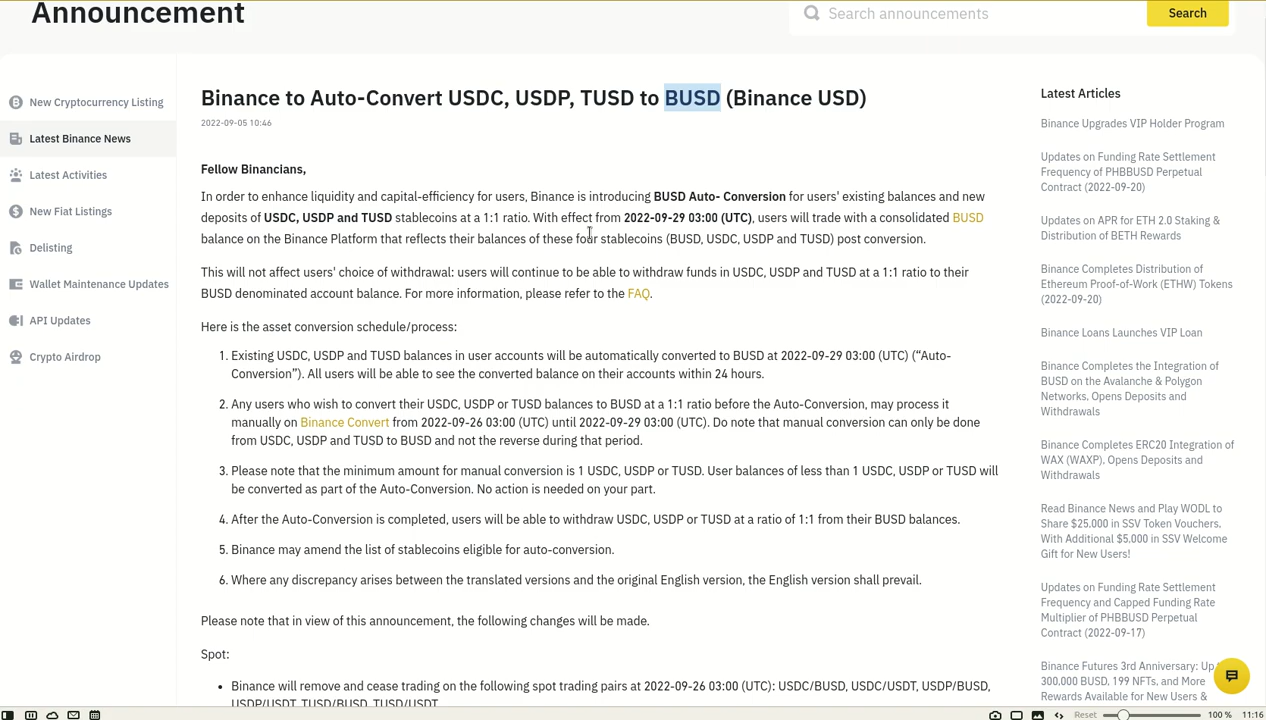 Announcement
Search announcements
Search
New Cryptocurrency Listing
Latest Binance News
Latest Activities
New Fiat Listings
Delisting
Wallet Maintenance Updates
API Updates
Crypto Airdrop
Binance to Auto-Convert USDC, USDP, TUSD to BUSD (Binance USD)
2022-09-05 10:46
Fellow Binancians,
In order to enhance liquidity and capital-efficiency for users, Binance is introducing BUSD Auto- Conversion for users' existing balances and new
deposits of USDC, USDP and TUSD stablecoins at a 1:1 ratio. With effect from 2022-09-29 03:00 (UTC), users will trade with a consolidated BUSD
balance on the Binance Platform that reflects their balances of these four stablecoins (BUSD, USDC, USDP and TUSD) post conversion.
This will not affect users' choice of withdrawal: users will continue to be able to withdraw funds in USDC, USDP and TUSD at a 1:1 ratio to their
BUSD denominated account balance. For more information, please refer to the FAQ.
Here is the asset conversion schedule/process:
1. Existing USDC, USDP and TUSD balances in user accounts will be automatically converted to BUSD at 2022-09-29 03:00 (UTC) (“Auto-
Conversion”). All users will be able to see the converted balance on their accounts within 24 hours.
2. Any users who wish to convert their USDC, USDP or TUSD balances to BUSD at a 1:1 ratio before the Auto-Conversion, may process it
manually on Binance Convert from 2022-09-26 03:00 (UTC) until 2022-09-29 03:00 (UTC). Do note that manual conversion can only be done
from USDC, USDP and TUSD to BUSD and not the reverse during that period.
3. Please note that the minimum amount for manual conversion is 1 USDC, USDP or TUSD. User balances of less than 1 USDC, USDP or TUSD will
be converted as part of the Auto-Conversion. No action is needed on your part.
4. After the Auto-Conversion is completed, users will be able to withdraw USDC, USDP or TUSD at a ratio of 1:1 from their BUSD balances.
5. Binance may amend the list of stablecoins eligible for auto-conversion.
6. Where any discrepancy arises between the translated versions and the original English version, the English version shall prevail.
Please note that in view of this announcement, the following changes will be made.
Spot:
• Binance will remove and cease trading on the following spot trading pairs at 2022-09-26 03:00 (UTC): USDC/BUSD, USDC/USDT, USDP/BUSD,
USDP/USDT, TUSD/BUSD, TUSD/USDT
Latest Articles
Binance Upgrades VIP Holder Program
Updates on Funding Rate Settlement
Frequency of PHBBUSD Perpetual
Contract (2022-09-20)
Updates on APR for ETH 2.0 Staking &
Distribution of BETH Rewards
Binance Completes Distribution of
Ethereum Proof-of-Work (ETHW) Tokens
(2022-09-20)
Binance Loans Launches VIP Loan
Binance Completes the Integration of
BUSD on the Avalanche & Polygon
Networks, Opens Deposits and
Withdrawals
Binance Completes ERC20 Integration of
WAX (WAXP), Opens Deposits and
Withdrawals
Read Binance News and Play WODL to
Share $25,000 in SSV Token Vouchers.
With Additional $5,000 in SSV Welcome
Gift for New Users!
Updates on Funding Rate Settlement
Frequency and Capped Funding Rate
Multiplier of PHBBUSD Perpetual
Contract (2022-09-17)
Binance Futures 3rd Anniversary: Up
300,000 BUSD, 199 NFTs, and More
Rewards Available for New Users &
Reset 100 % 11:16